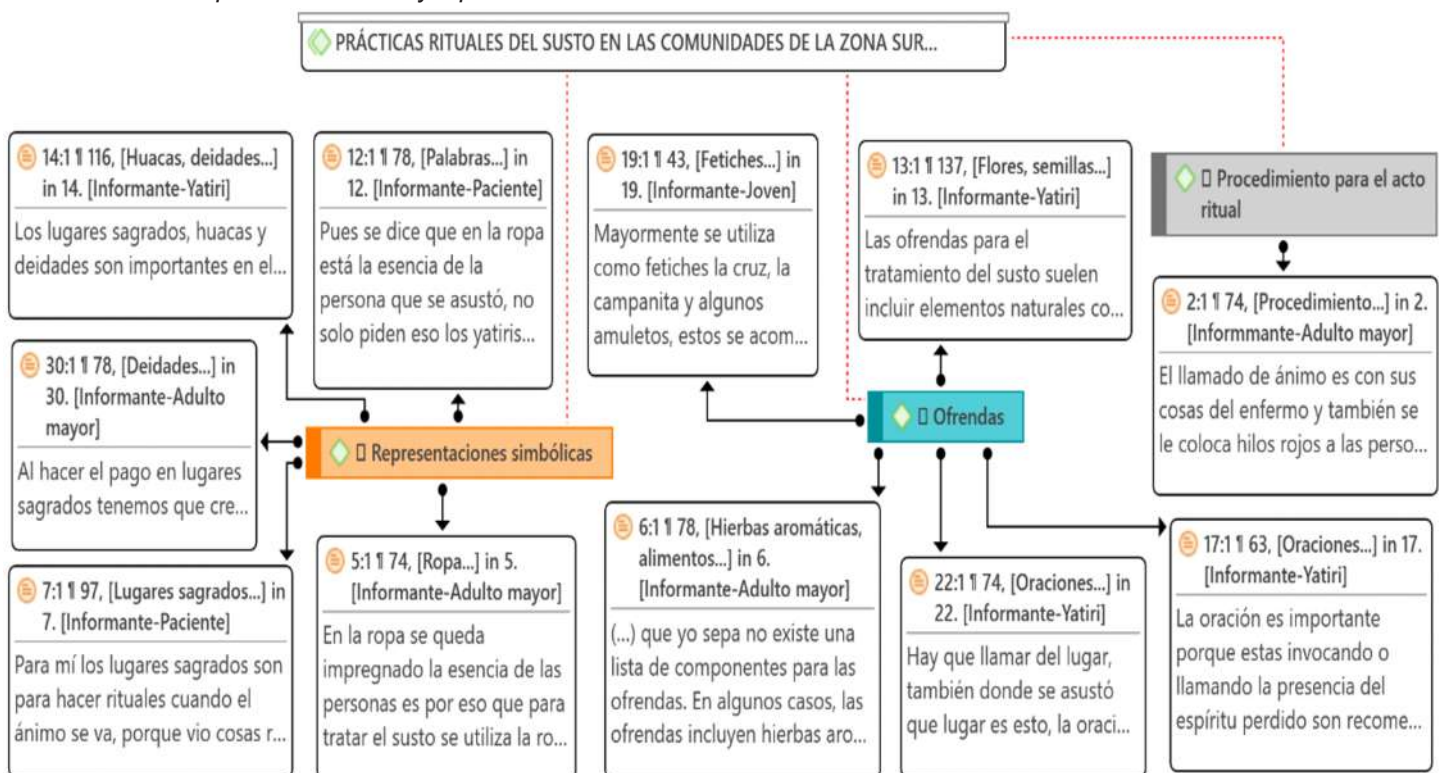 PRÁCTICAS RITUALES DEL SUSTO EN LAS COMUNIDADES DE LA ZONA SUR...
14:1 ¶ 116, [Huacas, deidades...]
in 14. [Informante-Yatiri]
Los lugares sagrados, huacas y
deidades son importantes en el...
12:1 ¶ 78, [Palabras...] in
12. [Informante-Paciente]
Pues se dice que en la ropa
está la esencia de la
persona que se asustó, no
solo piden eso los yatiris...
19:1 ¶ 43, [Fetiches...] in
19. [Informante-Joven]
Mayormente se utiliza
como fetiches la cruz, la
campanita y algunos
amuletos, estos se acom...
13:1 ¶ 137, [Flores, semillas...]
in 13. [Informante-Yatiri]
Las ofrendas para el
tratamiento del susto suelen
incluir elementos naturales co...
Procedimiento para el acto
ritual
2:1 ¶ 74, [Procedimiento...] in 2.
[Informmante-Adulto mayor]
El llamado de ánimo es con sus
cosas del enfermo y también se
le coloca hilos rojos a las perso...
30:1 ¶ 78, [Deidades...] in
30. [Informante-Adulto
mayor]
Al hacer el pago en lugares
sagrados tenemos que cre...
Representaciones simbólicas
Ofrendas
7:1 ¶ 97, [Lugares sagrados...] in
7. [Informante-Paciente]
Para mí los lugares sagrados son
para hacer rituales cuando el
ánimo se va, porque vio cosas r...
5:1 ¶ 74, [Ropa...] in 5.
[Informante-Adulto mayor]
En la ropa se queda
impregnado la esencia de las
personas es por eso que para
tratar el susto se utiliza la ro...
6:1 ¶ 78, [Hierbas aromáticas,
alimentos...] in 6.
[Informante-Adulto mayor]
(...) que yo sepa no existe una
lista de componentes para las
ofrendas. En algunos casos, las
ofrendas incluyen hierbas aro...
22:1 ¶ 74, [Oraciones...] in
22. [Informante-Yatiri]
Hay que llamar del lugar,
también donde se asustó
que lugar es esto, la oraci...
17:1 ¶ 63, [Oraciones...] in 17.
[Informante-Yatiri]
La oración es importante
porque estas invocando o
llamando la presencia del
espíritu perdido son recome...